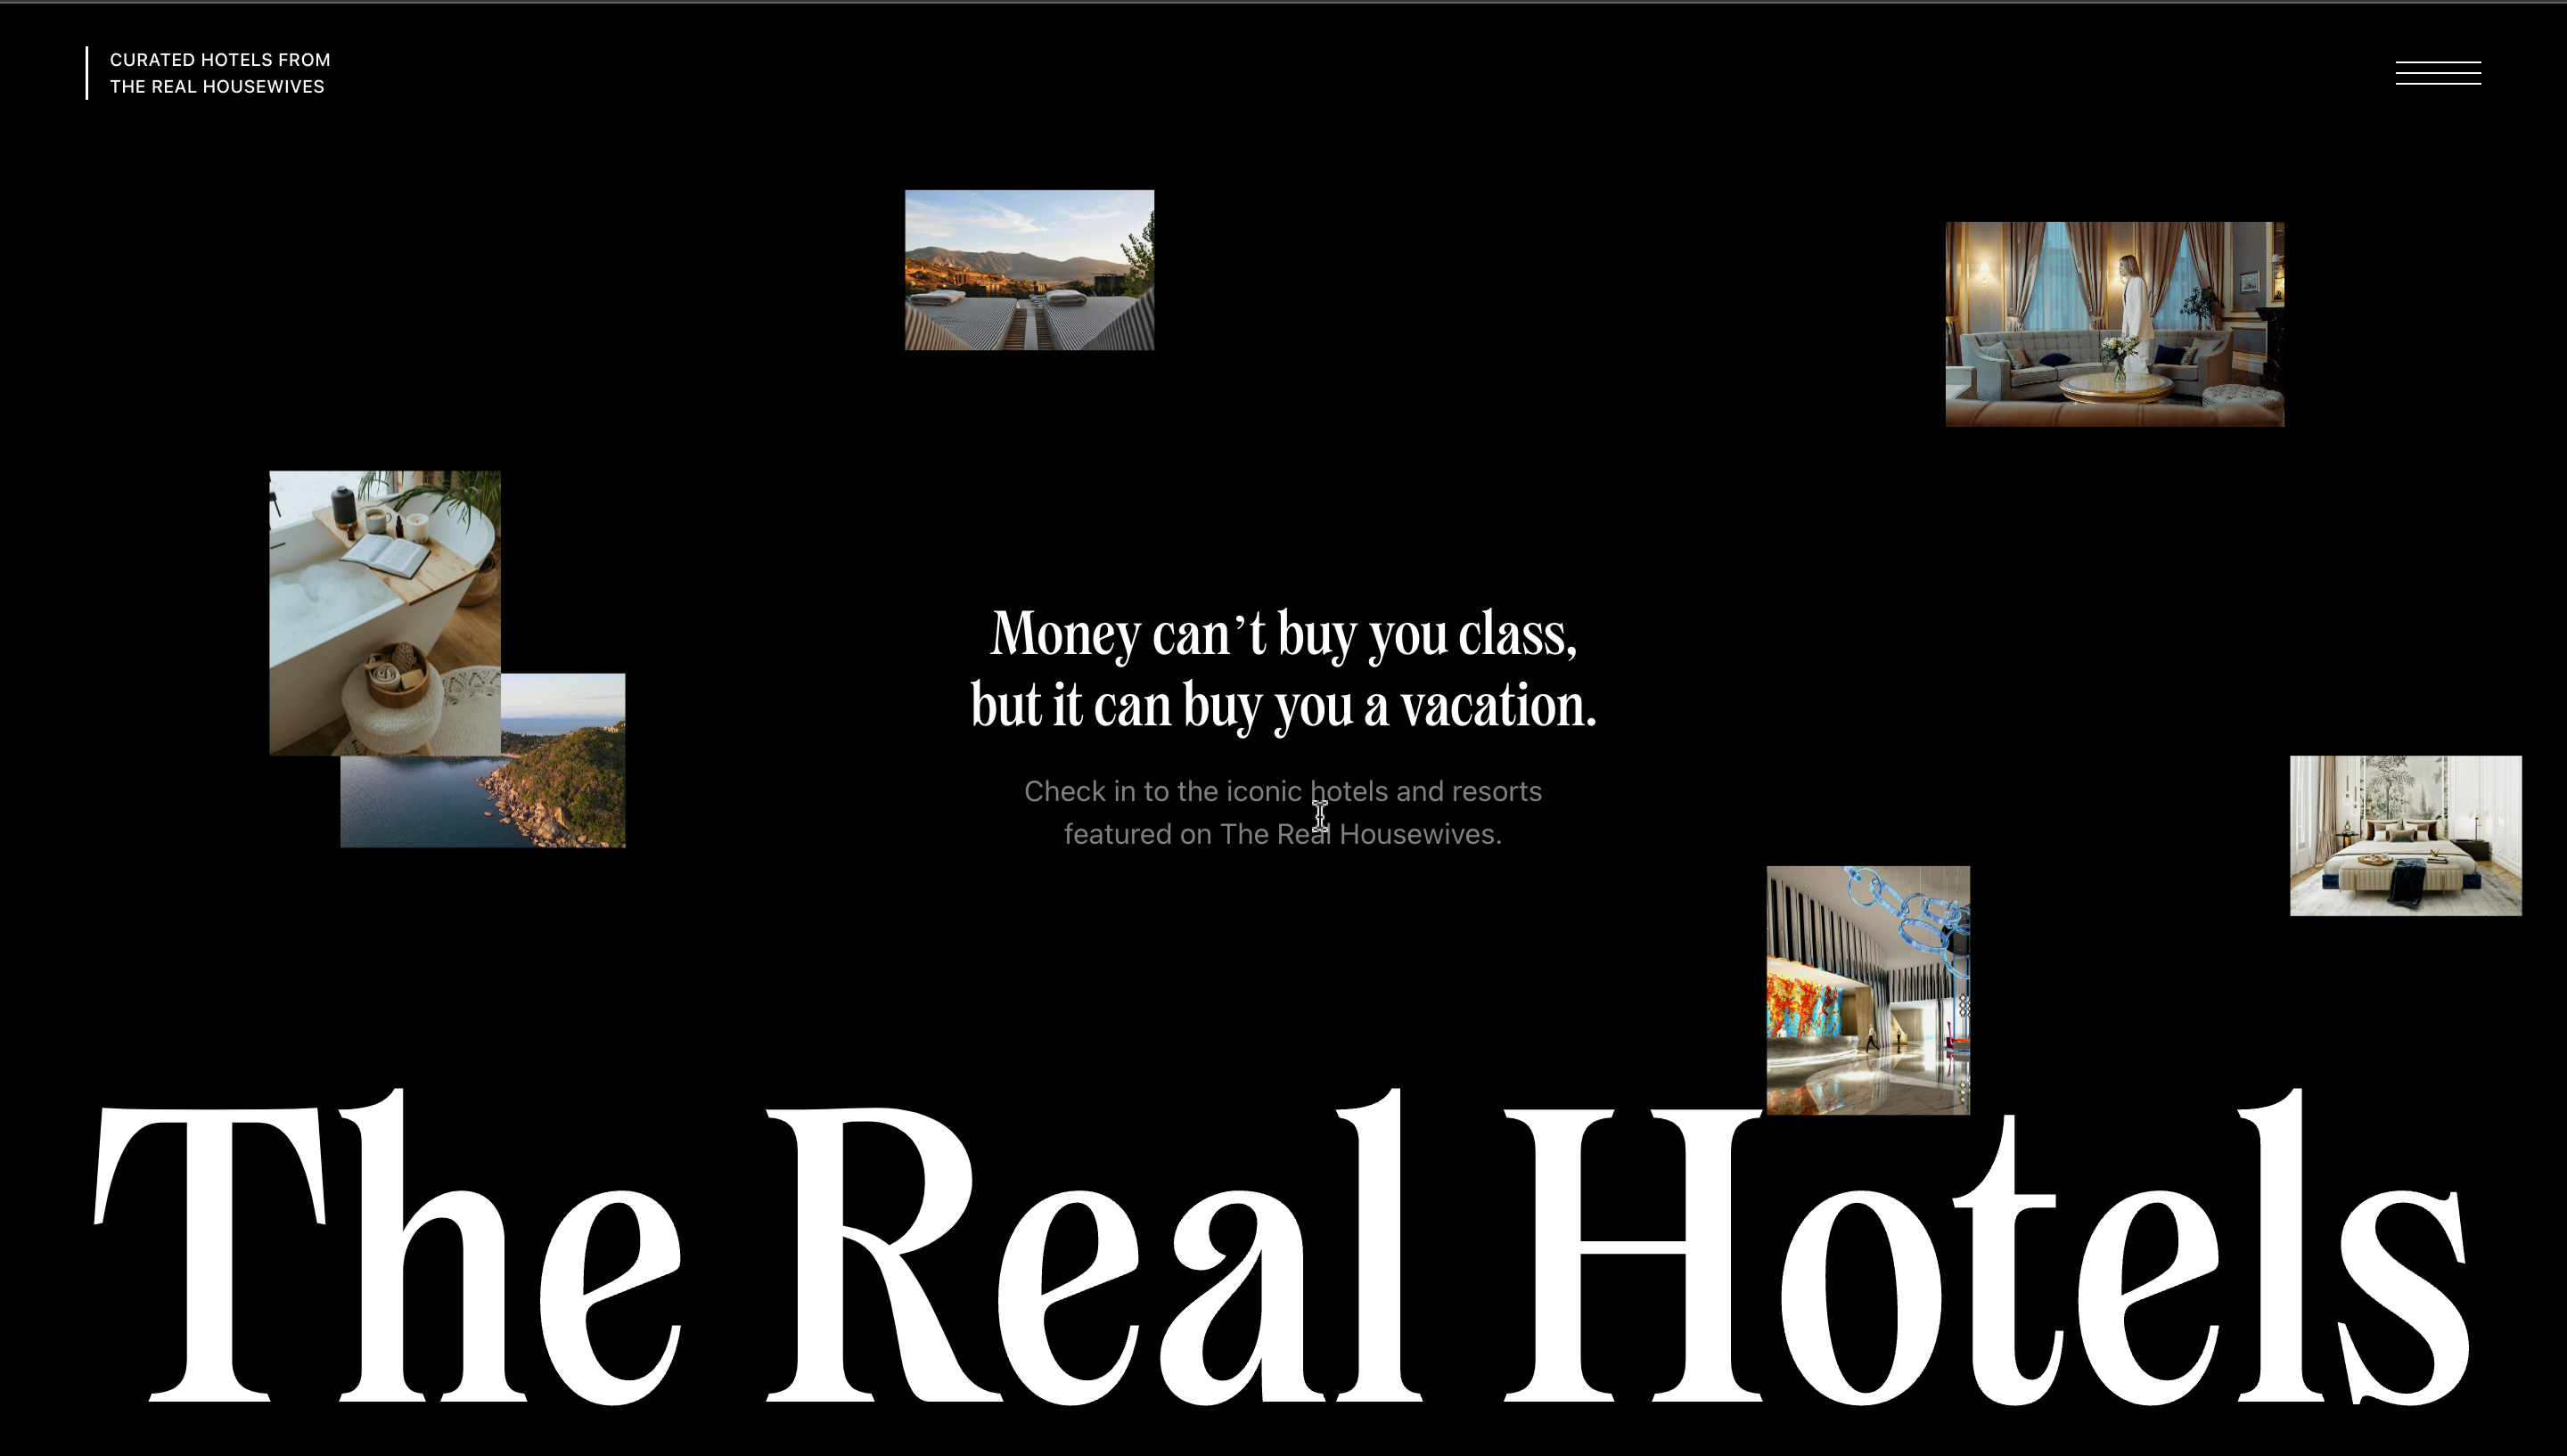 CURATED HOTELS FROM
THE REAL HOUSEWIVES
Money can’t buy you class,
but it can buy you a vacation.
Check in to the iconic hotels and resorts
featured on The Real Housewives.
The Real Hotels